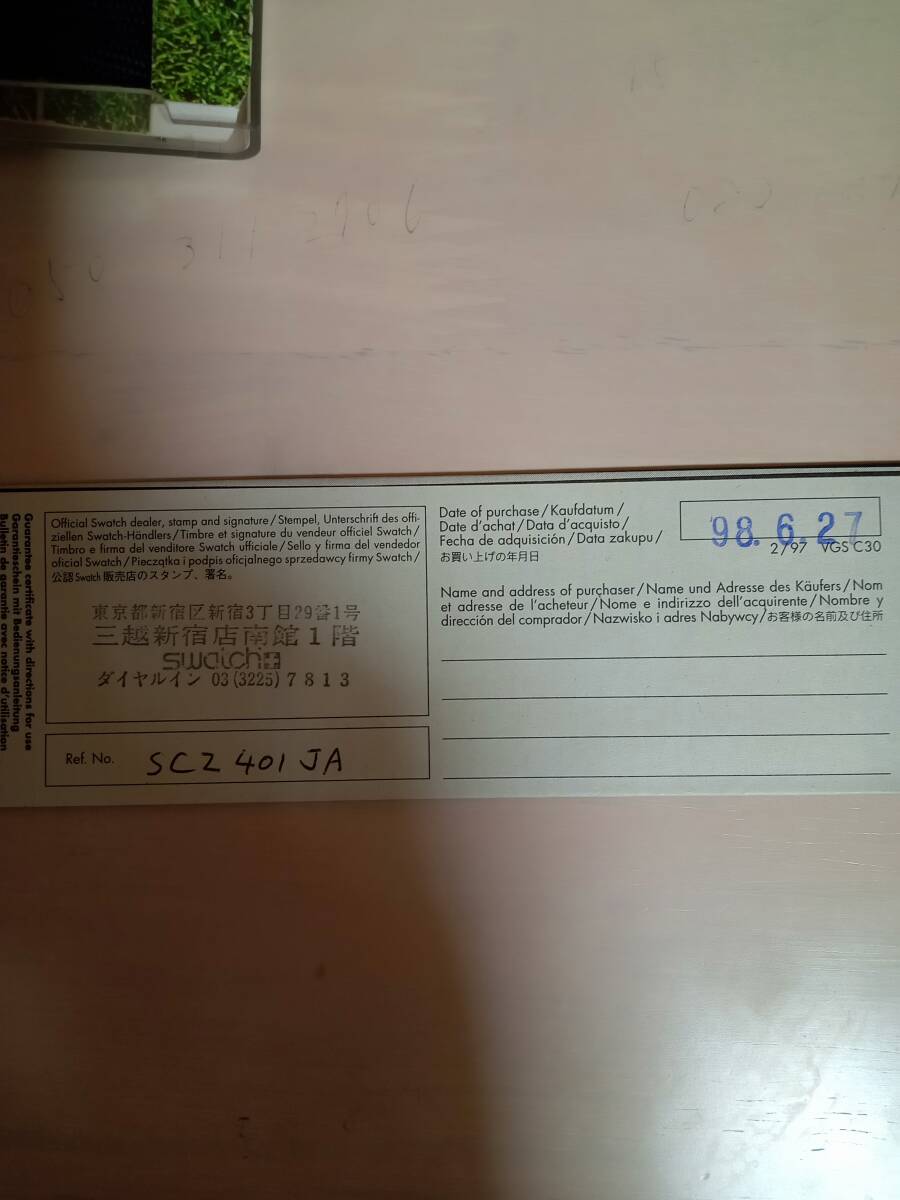 Guarantee certificate with directions for use
Garantieschein mit Bedienungsanleitung
Bulletin de garantie avec notice d'utilisation
Official Swatch dealer, stamp and signature/Stempel, Unterschrift des offi-
ziellen Swatch-Händlers/Timbre et signature du vendeur officiel Swatch/
Timbro e firma del venditore Swatch ufficiale/Sello y firma del vendedor
oficial Swatch/Pieczątka i podpis oficjalnego sprzedawcy firmy Swatch/
公認Swatch販売店のスタンプ、署名。
東京都新宿区新宿3丁目29番1号
三越新宿店南館1階
swatch
ダイヤルイン 03(3225)7813
Ref. No. SCZ 401 JA
Date of purchase/Kaufdatum/
Date d'achat/Data d'acquisto/
Fecha de adquisición/Data zakupu/
お買い上げの年月日
'98.6.27
2/97 VGS C30
Name and address of purchaser/Name und Adresse des Käufers/Nom
et adresse de l'acheteur/Nome e indirizzo dell'acquirente/Nombre y
dirección del comprador/Nazwisko i adres Nabywcy/お客様の名前及び住所